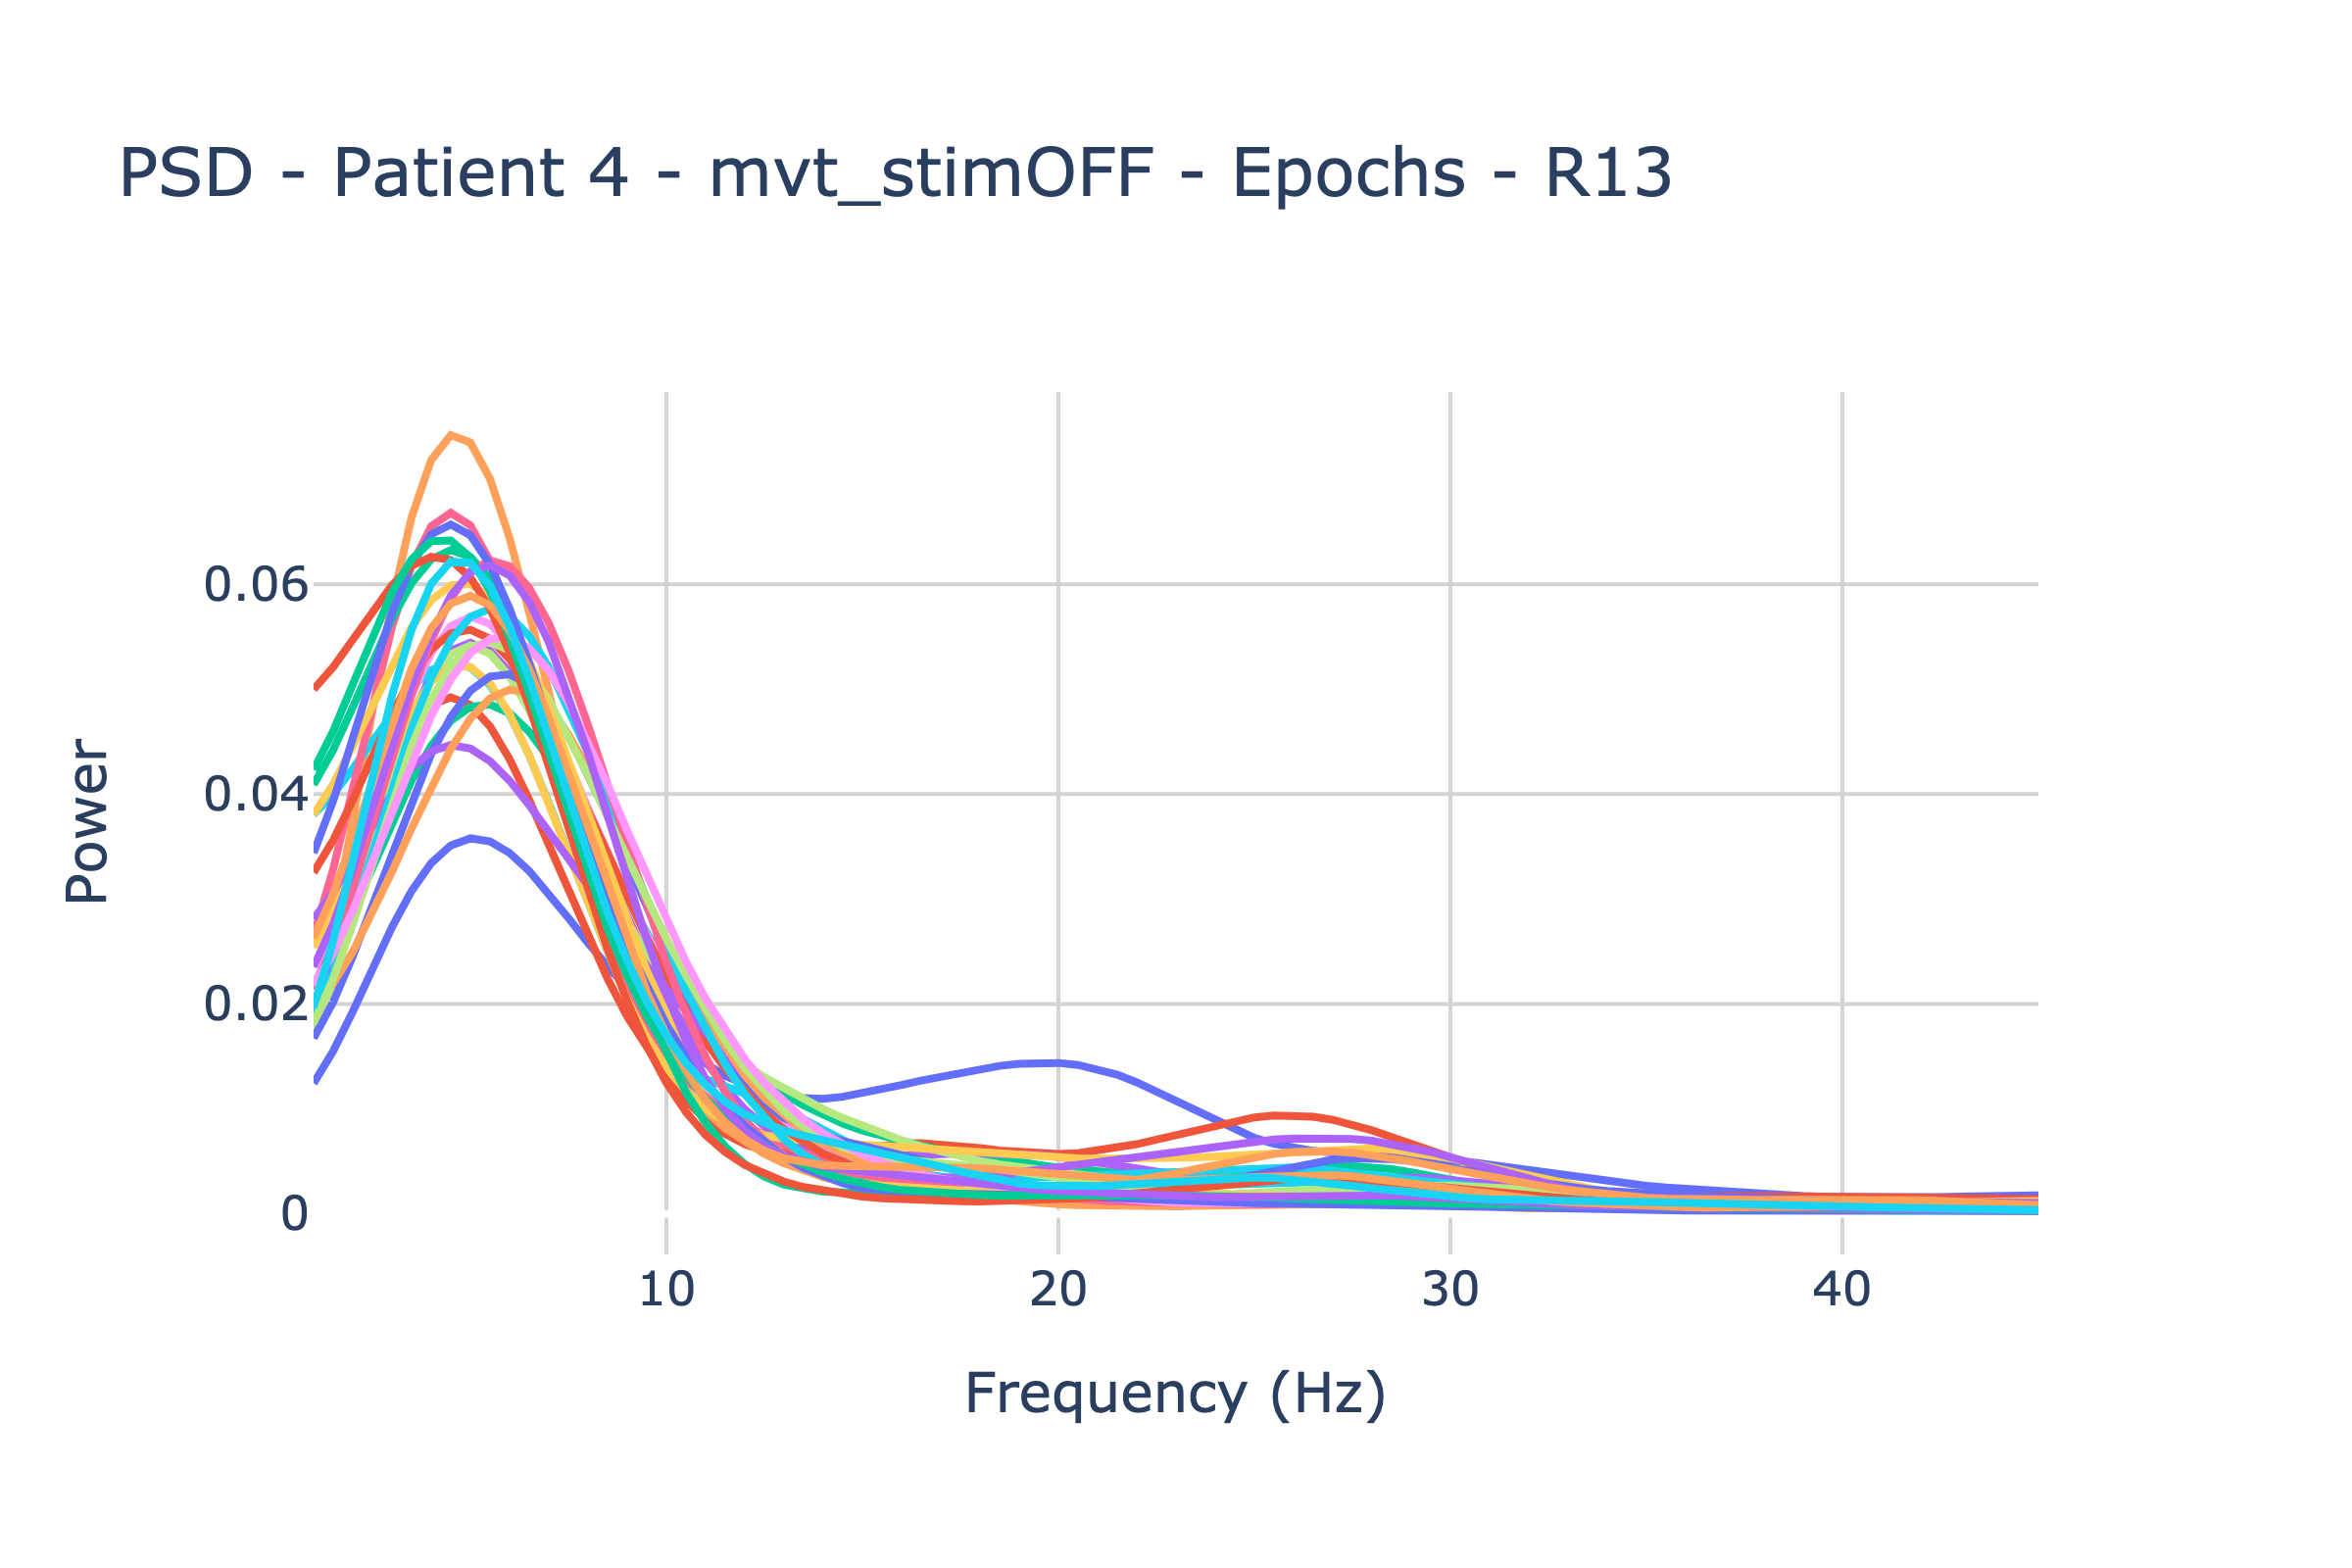 PSD - Patient 4 - mvt_stimOFF - Epochs - R13
Power
0.06
0.04
0.02
0
10 20 30 40
Frequency (Hz)